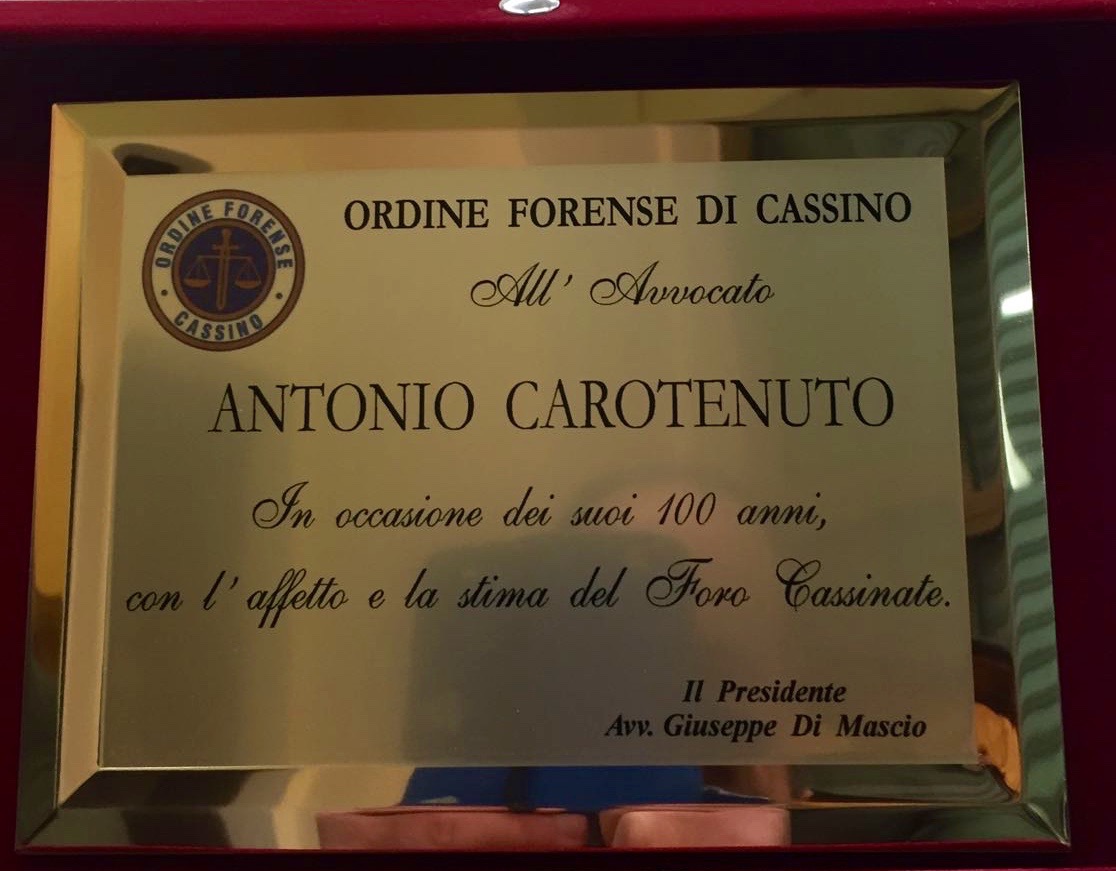 ORDINE FORENSE
CASSINO
ORDINE FORENSE DI CASSINO
All' Avvocato
ANTONIO CAROTENUTO
In occasione dei suoi 100 anni,
con l' affetto e la stima del Foro Cassinate.
Il Presidente
Avv. Giuseppe Di Mascio